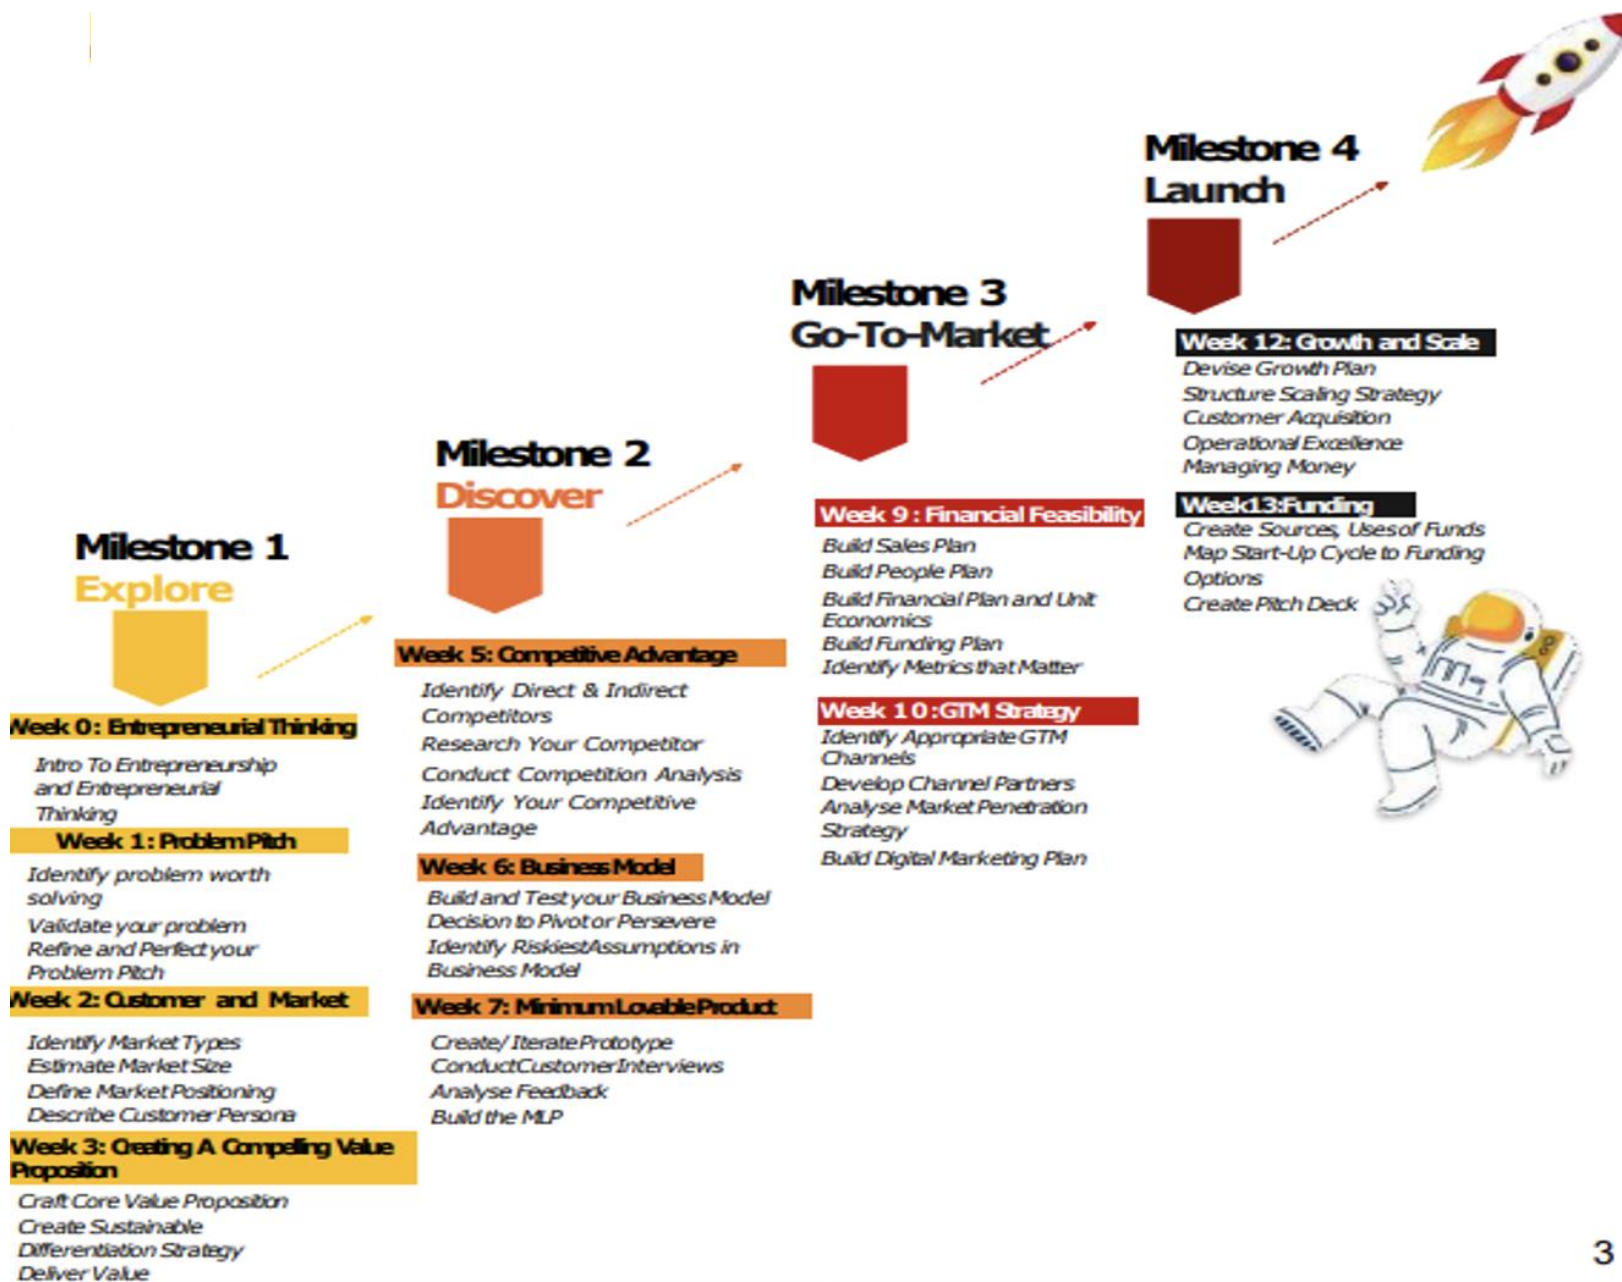 Milestone 1
Explore
Week 0: Entrepreneurial Thinking
Intro To Entrepreneurship
and Entrepreneurial
Thinking
Week 1: Problem Pitch
Identify problem worth
solving
Validate your problem
Refine and Perfect your
Problem Pitch
Week 2: Customer and Market
Identify Market Types
Estimate Market Size
Define Market Positioning
Describe Customer Persona
Week 3: Creating A Compelling Value
Proposition
Craft Core Value Proposition
Create Sustainable
Differentiation Strategy
Deliver Value
Milestone 2
Discover
Week 5: Competitive Advantage
Identify Direct & Indirect
Competitors
Research Your Competitor
Conduct Competition Analysis
Identify Your Competitive
Advantage
Week 6: Business Model
Build and Test your Business Model
Decision to Pivot or Persevere
Identify Riskiest Assumptions in
Business Model
Week 7: Minimum Lovable Product
Create/ Iterate Prototype
Conduct Customer Interviews
Analyse Feedback
Build the MLP
Milestone 3
Go-To-Market
Week 9: Financial Feasibility
Build Sales Plan
Build People Plan
Build Financial Plan and Unit
Economics
Build Funding Plan
Identify Metrics that Matter
Week 10:GTM Strategy
Identify Appropriate GTM
Channels
Develop Channel Partners
Analyse Market Penetration
Strategy
Build Digital Marketing Plan
Milestone 4
Launch
Week 12: Growth and Scale
Devise Growth Plan
Structure Scaling Strategy
Customer Acquisition
Operational Excellence
Managing Money
Week13:Funding
Create Sources, Uses of Funds
Map Start-Up Cycle to Funding
Options
Create Pitch Deck
3